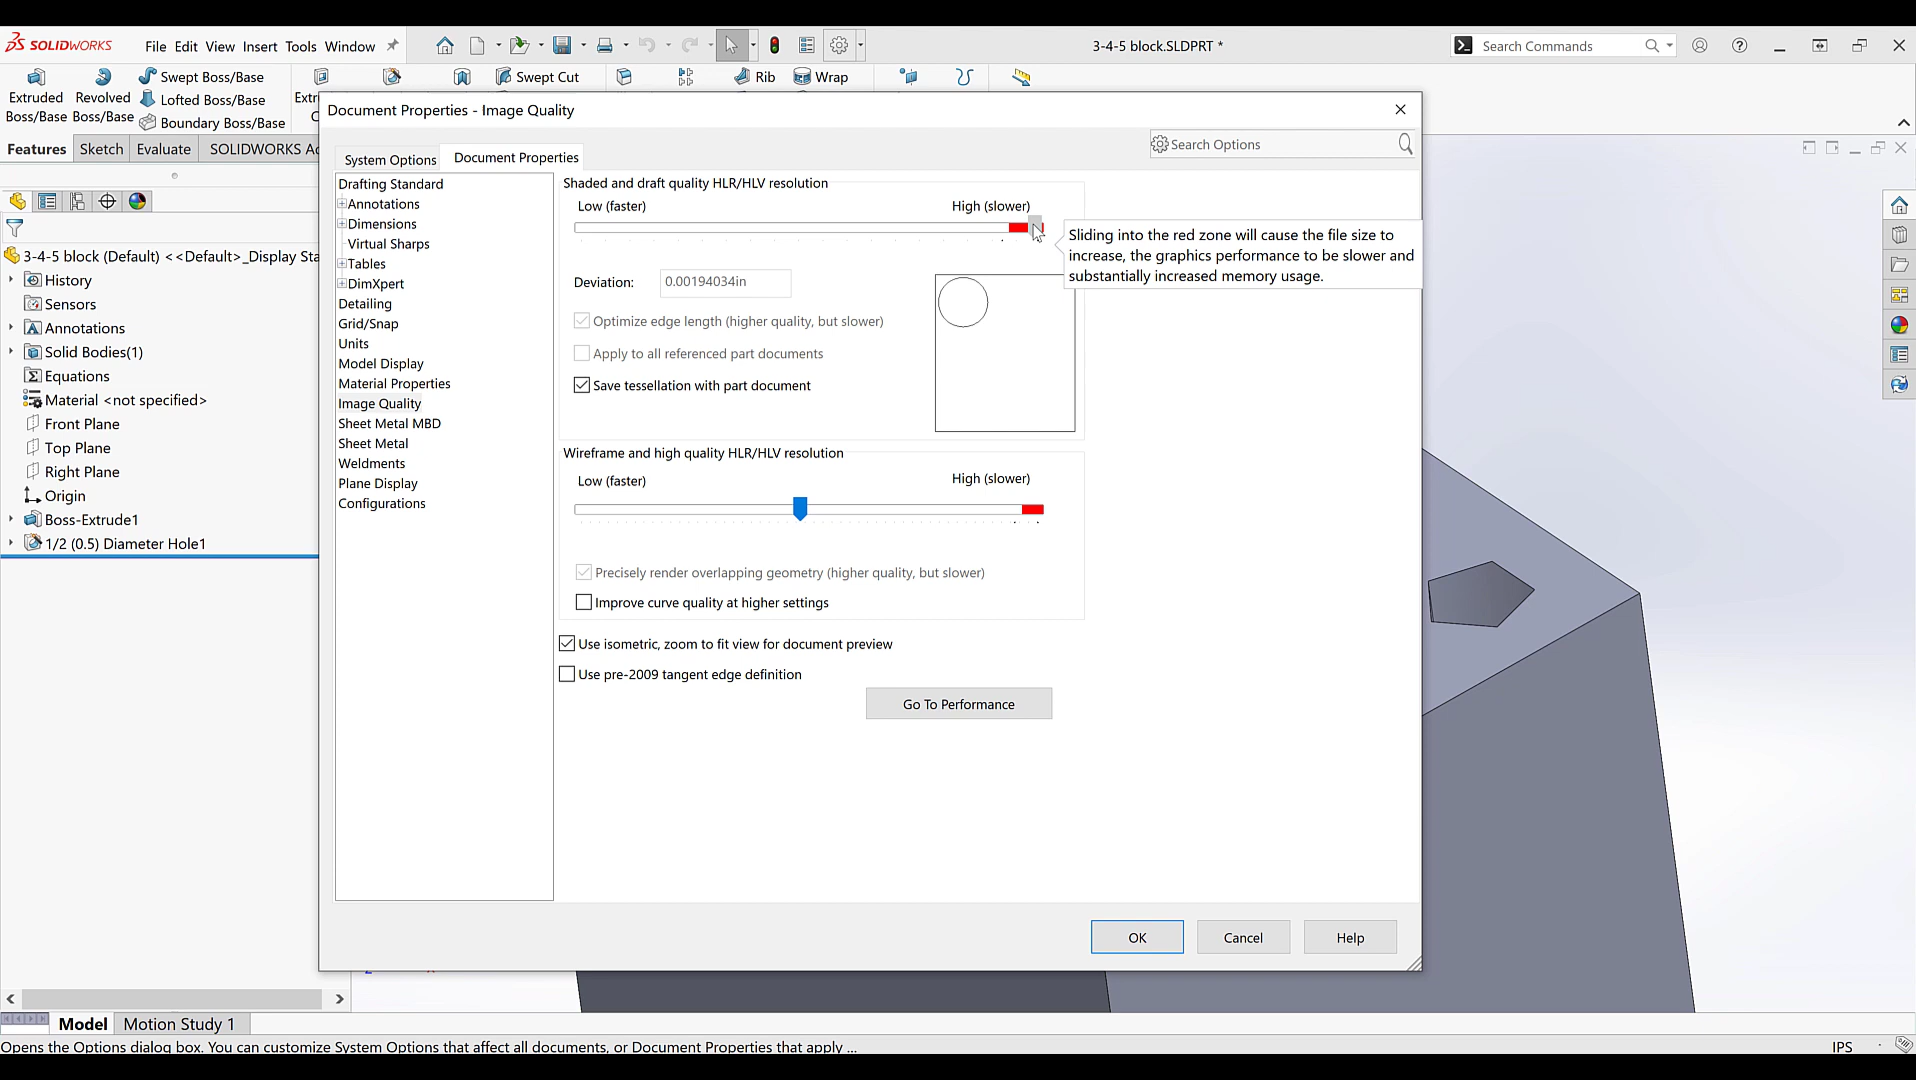 SOLIDWORKS
File Edit View Insert Tools Window
3-4-5 block.SLDPRT *
Search Commands
Extruded Boss/Base
Revolved Boss/Base
Swept Boss/Base
Lofted Boss/Base
Boundary Boss/Base
Swept Cut
Rib
Wrap
Features Sketch Evaluate
3-4-5 block (Default) <<Default>_Display Sta
History
Sensors
Annotations
Solid Bodies(1)
Equations
Material <not specified>
Front Plane
Top Plane
Right Plane
Origin
Boss-Extrude1
1/2 (0.5) Diameter Hole1
Document Properties - Image Quality
System Options
Document Properties
Search Options
Drafting Standard
Annotations
Dimensions
Virtual Sharps
Tables
DimXpert
Detailing
Grid/Snap
Units
Model Display
Material Properties
Image Quality
Sheet Metal MBD
Sheet Metal
Weldments
Plane Display
Configurations
Shaded and draft quality HLR/HLV resolution
Low (faster)
High (slower)
Sliding into the red zone will cause the file size to
increase, the graphics performance to be slower and
substantially increased memory usage.
Deviation:
0.00194034in
Optimize edge length (higher quality, but slower)
Apply to all referenced part documents
Save tessellation with part document
Wireframe and high quality HLR/HLV resolution
Low (faster)
High (slower)
Precisely render overlapping geometry (higher quality, but slower)
Improve curve quality at higher settings
Use isometric, zoom to fit view for document preview
Use pre-2009 tangent edge definition
Go To Performance
OK
Cancel
Help
Model
Motion Study 1
Opens the Options dialog box. You can customize System Options that affect all documents, or Document Properties that apply ...
IPS